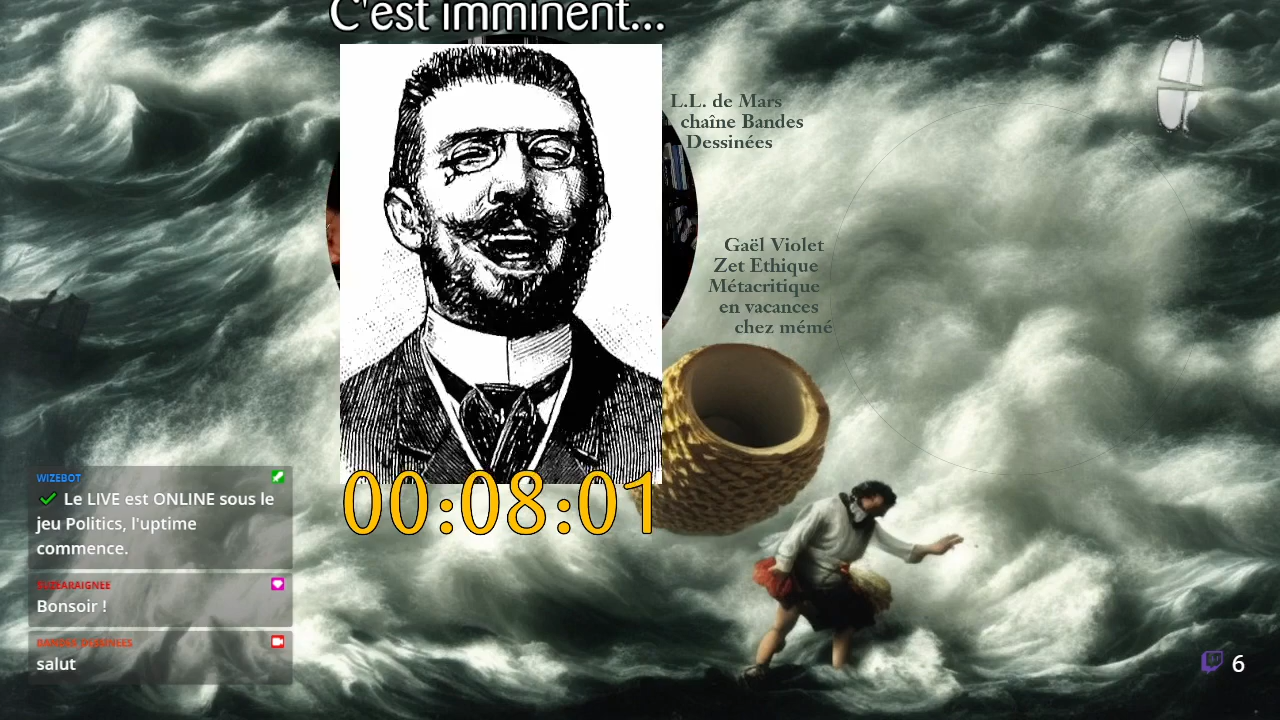 C'est imminent...
L.L. de Mars
chaîne Bandes
Dessinées
Gaël Violet
Zet Ethique
Métacritique
en vacances
chez mémé
00:08:01
WIZEBOT
Le LIVE est ONLINE sous le
jeu Politics, l'uptime
commence.
Bonsoir !
salut
6